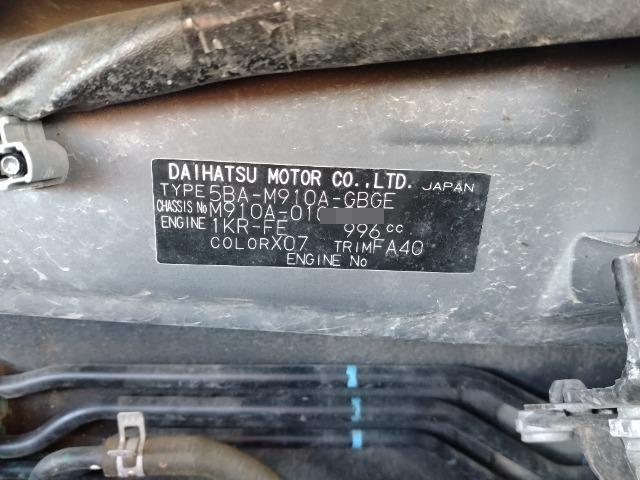 DAIHATSU MOTOR CO.,LTD. JAPAN
TYPE 5BA-M910A-GBGE
CHASSIS No M910A-010
ENGINE 1KR-FE 996cc
COLOR X07 TRIM FA40
ENGINE No